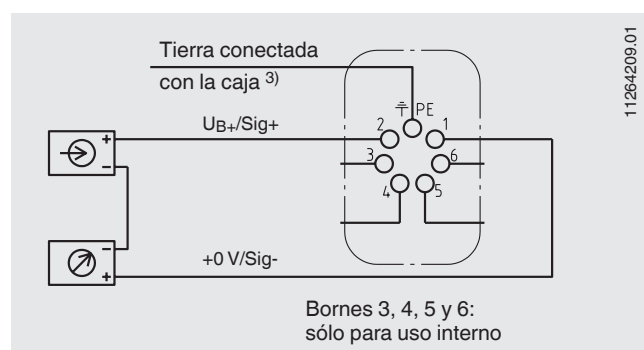 Tierra conectada
con la caja 3)
PE
UB+/Sig+
2
1
3
6
4
5
+
-
-
+
+0 V/Sig-
Bornes 3, 4, 5 y 6:
sólo para uso interno
11264209.01